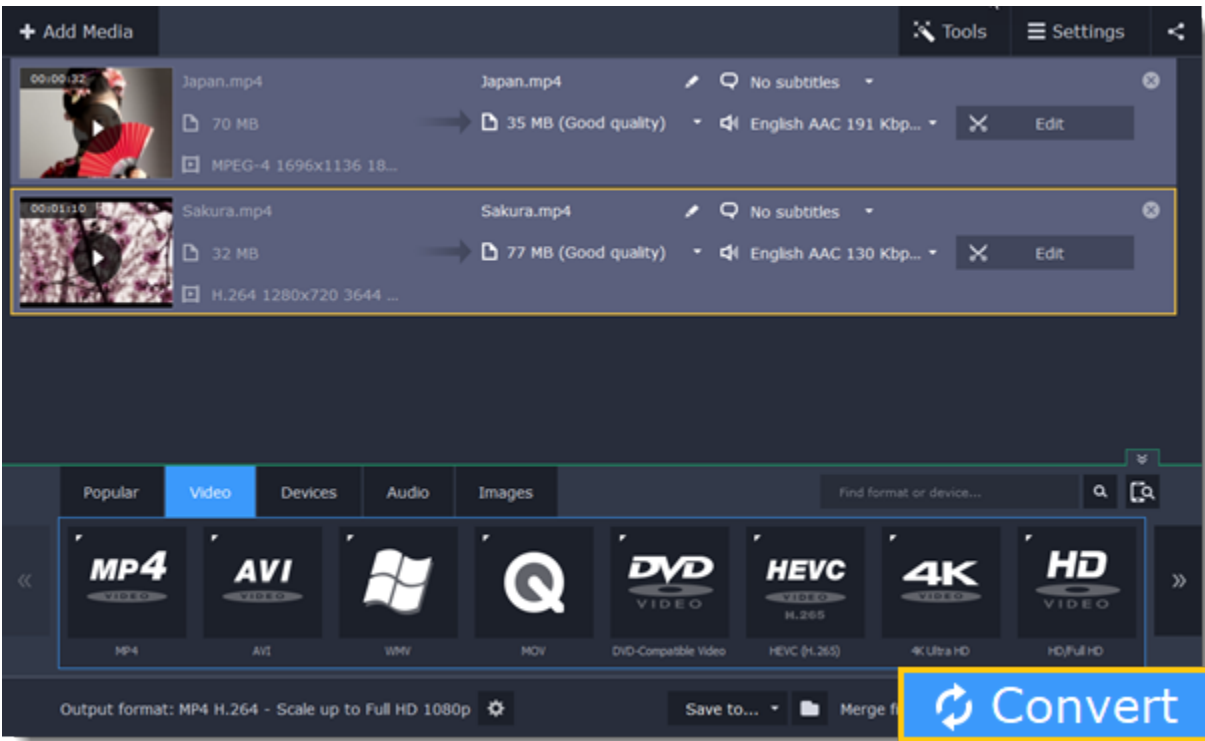 Add Media
Tools
Settings
00:00:32
Japan.mp4
Japan.mp4
No subtitles
70 MB
35 MB (Good quality)
English AAC 191 Kbp...
Edit
MPEG-4 1696x1136 18...
00:01:10
Sakura.mp4
Sakura.mp4
No subtitles
32 MB
77 MB (Good quality)
English AAC 130 Kbp...
Edit
H.264 1280x720 3644 ...
Popular
Video
Devices
Audio
Images
Find format or device...
MP4
VIDEO
AVI
VIDEO
DVD
VIDEO
HEVC
VIDEO
H.265
4K
VIDEO
HD
VIDEO
MP4
AVI
WMV
MOV
DVD-Compatible Video
HEVC (H.265)
4K Ultra HD
HD/Full HD
Output format: MP4 H.264 - Scale up to Full HD 1080p
Save to...
Merge f
Convert